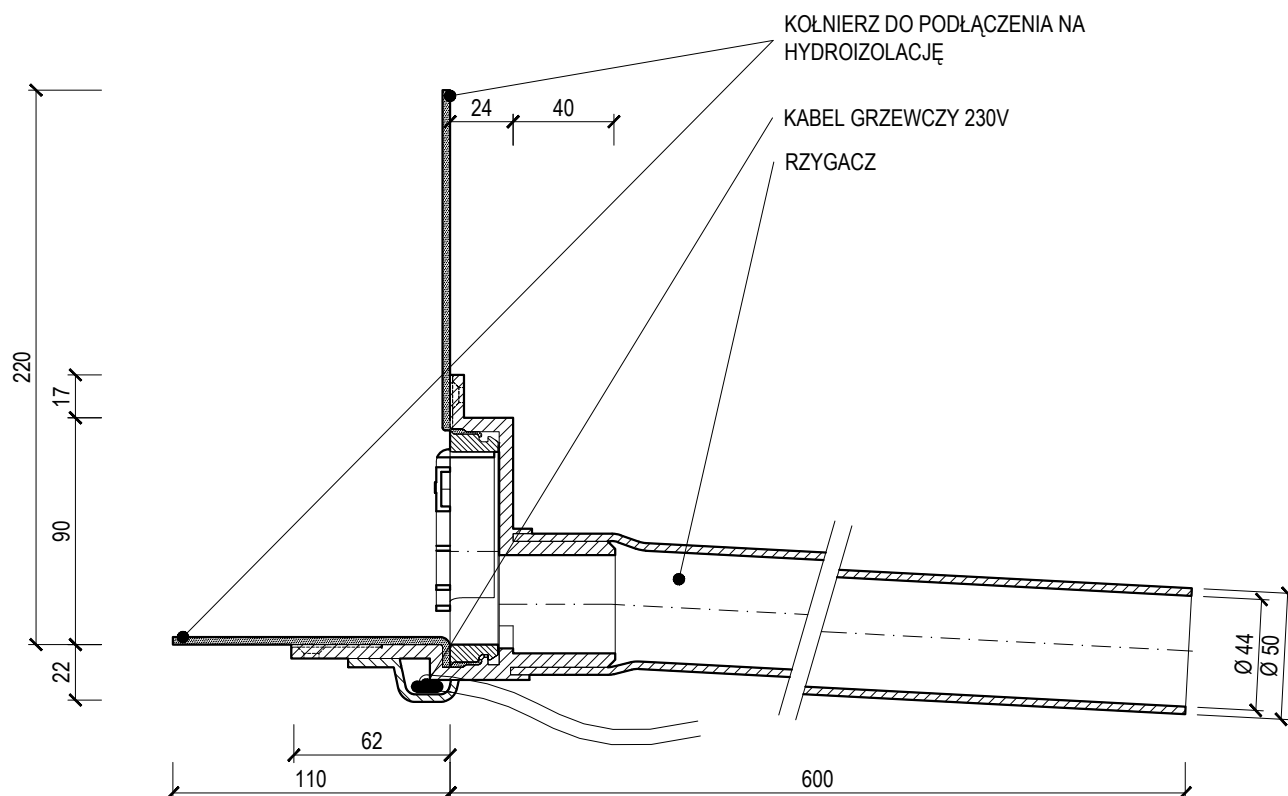 KOŁNIERZ DO PODŁĄCZENIA NA
HYDROIZOLACJĘ
24
40
KABEL GRZEWCZY 230V
RZYGACZ
220
17
90
22
Ø 44
Ø 50
62
110
600